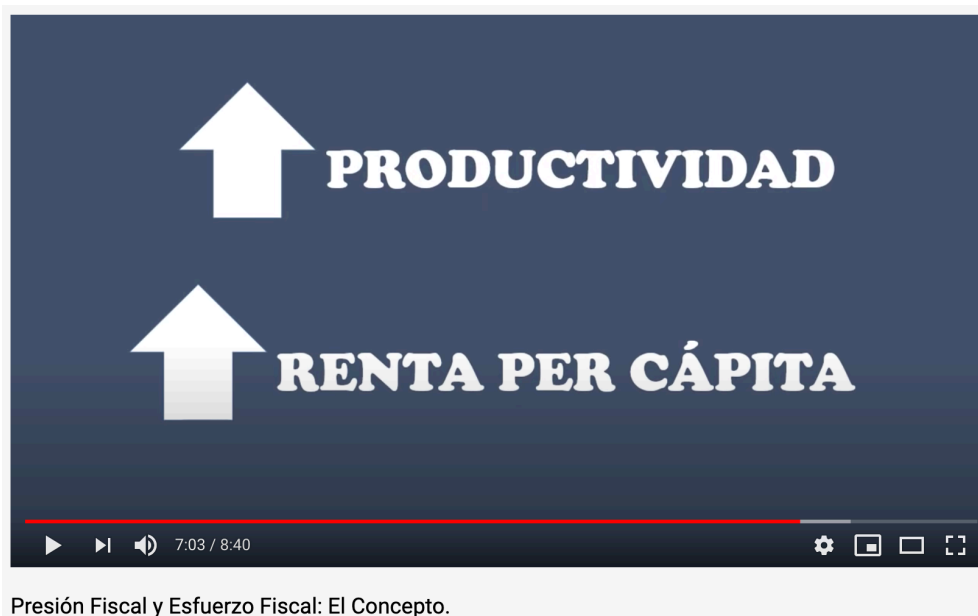 PRODUCTIVIDAD
RENTA PER CÁPITA
7:03 / 8:40
Presión Fiscal y Esfuerzo Fiscal: El Concepto.